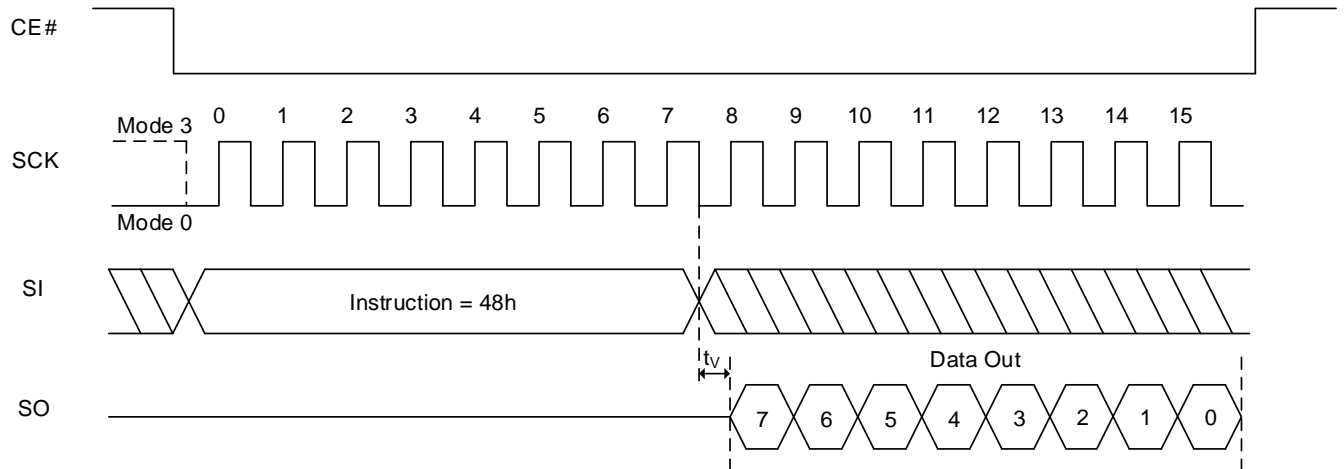 CE#
Mode 3
0 1 2 3 4 5 6 7 8 9 10 11 12 13 14 15
SCK
Mode 0
SI
Instruction = 48h
tV
Data Out
SO
7 6 5 4 3 2 1 0